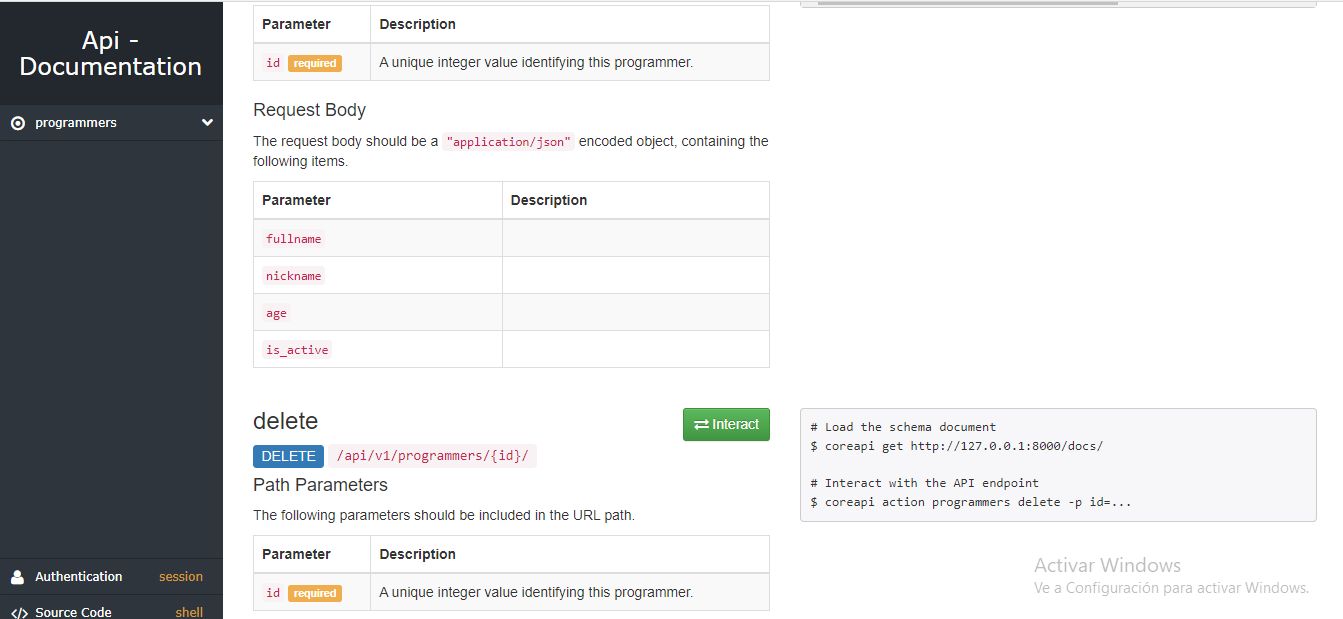 Api -
Documentation
programmers
Authentication session
Source Code shell
Parameter Description
id required A unique integer value identifying this programmer.
Request Body
The request body should be a "application/json" encoded object, containing the
following items.
Parameter Description
fullname
nickname
age
is_active
delete
Interact
DELETE /api/v1/programmers/{id}/
Path Parameters
The following parameters should be included in the URL path.
Parameter Description
id required A unique integer value identifying this programmer.
# Load the schema document
$ coreapi get http://127.0.0.1:8000/docs/
# Interact with the API endpoint
$ coreapi action programmers delete -p id=...
Activar Windows
Ve a Configuración para activar Windows.